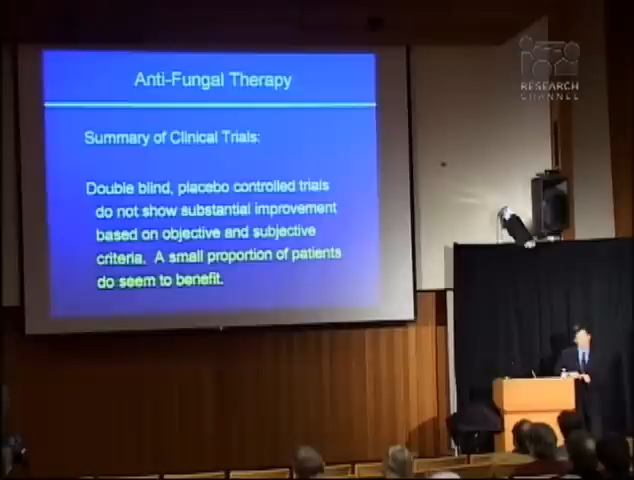 Anti-Fungal Therapy
RESEARCH
CHANNEL
Summary of Clinical Trials:
Double blind, placebo controlled trials
do not show substantial improvement
based on objective and subjective
criteria. A small proportion of patients
do seem to benefit.